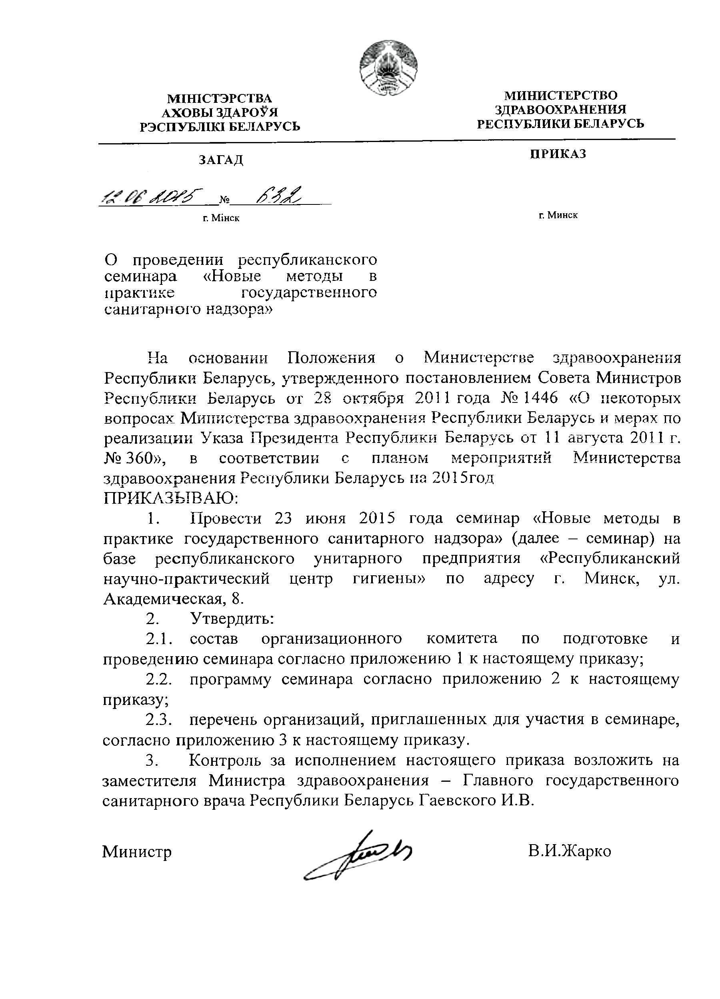 МІНІСТЭРСТВА
АХОВЫ ЗДАРОЎЯ
РЭСПУБЛІКІ БЕЛАРУСЬ
МИНИСТЕРСТВО
ЗДРАВООХРАНЕНИЯ
РЕСПУБЛИКИ БЕЛАРУСЬ
ЗАГАД
ПРИКАЗ
12.06 2015 № 632
г. Мінск
г. Минск
О проведении республиканского
семинара «Новые методы в
практике государственного
санитарного надзора»
На основании Положения о Министерстве здравоохранения
Республики Беларусь, утвержденного постановлением Совета Министров
Республики Беларусь от 28 октября 2011 года № 1446 «О некоторых
вопросах Министерства здравоохранения Республики Беларусь и мерах по
реализации Указа Президента Республики Беларусь от 11 августа 2011 г.
№ 360», в соответствии с планом мероприятий Министерства
здравоохранения Республики Беларусь на 2015год
ПРИКАЗЫВАЮ:
1. Провести 23 июня 2015 года семинар «Новые методы в
практике государственного санитарного надзора» (далее – семинар) на
базе республиканского унитарного предприятия «Республиканский
научно-практический центр гигиены» по адресу г. Минск, ул.
Академическая, 8.
2. Утвердить:
2.1. состав организационного комитета по подготовке и
проведению семинара согласно приложению 1 к настоящему приказу;
2.2. программу семинара согласно приложению 2 к настоящему
приказу;
2.3. перечень организаций, приглашенных для участия в семинаре,
согласно приложению 3 к настоящему приказу.
3. Контроль за исполнением настоящего приказа возложить на
заместителя Министра здравоохранения – Главного государственного
санитарного врача Республики Беларусь Гаевского И.В.
Министр
В.И.Жарко